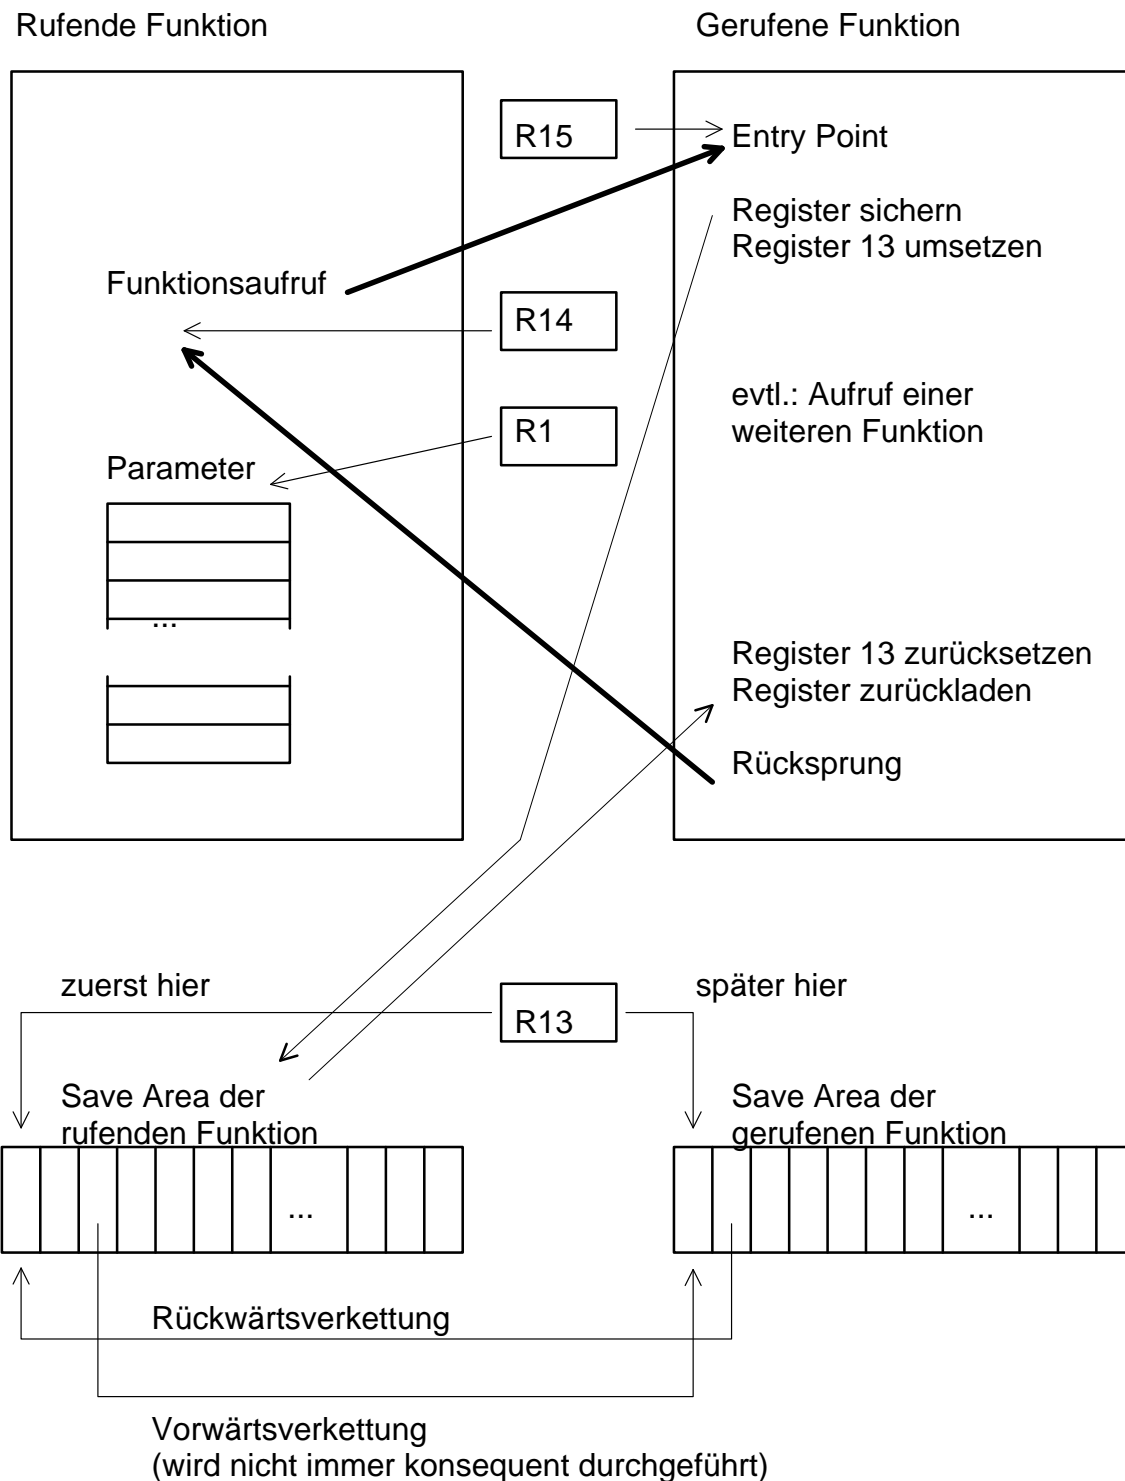 Rufende Funktion
Gerufene Funktion
R15
Entry Point
Register sichern
Register 13 umsetzen
Funktionsaufruf
R14
evtl.: Aufruf einer
weiteren Funktion
R1
Parameter
...
Register 13 zurücksetzen
Register zurückladen
Rücksprung
zuerst hier
R13
später hier
Save Area der
rufenden Funktion
Save Area der
gerufenen Funktion
...
...
Rückwärtsverkettung
Vorwärtsverkettung
(wird nicht immer konsequent durchgeführt)